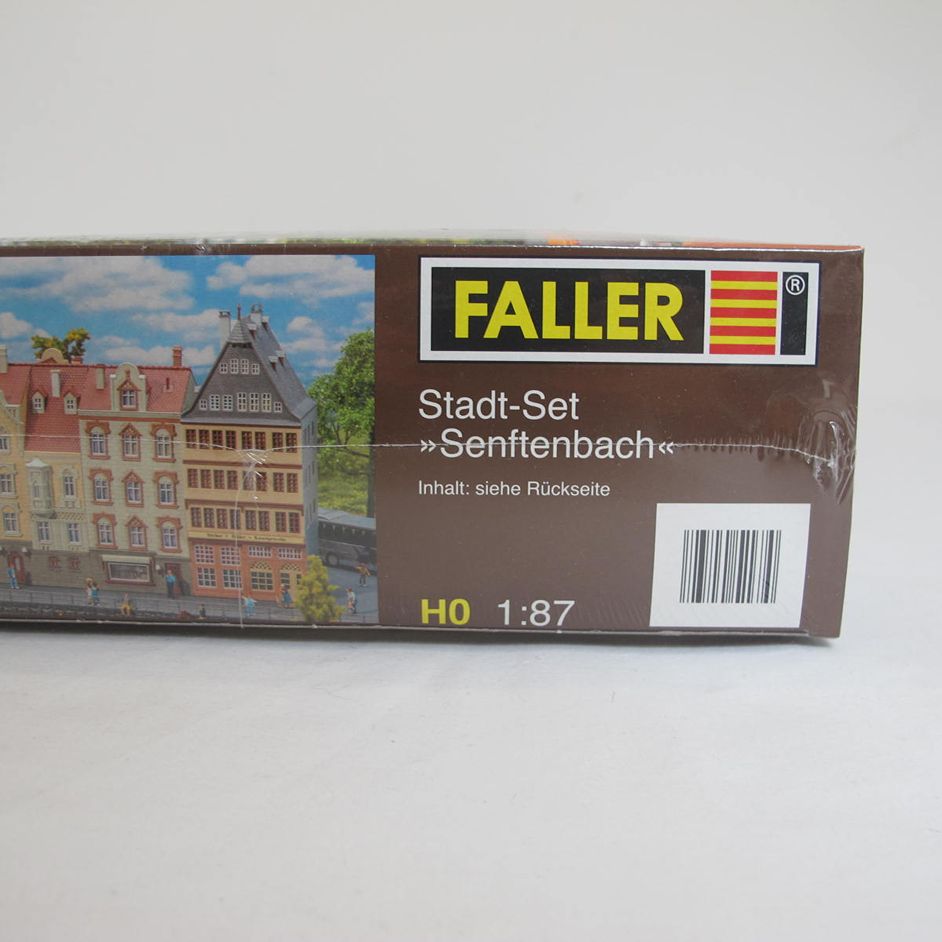 FALLER ®
Stadt-Set
»Senftenbach«
Inhalt: siehe Rückseite
H0 1:87